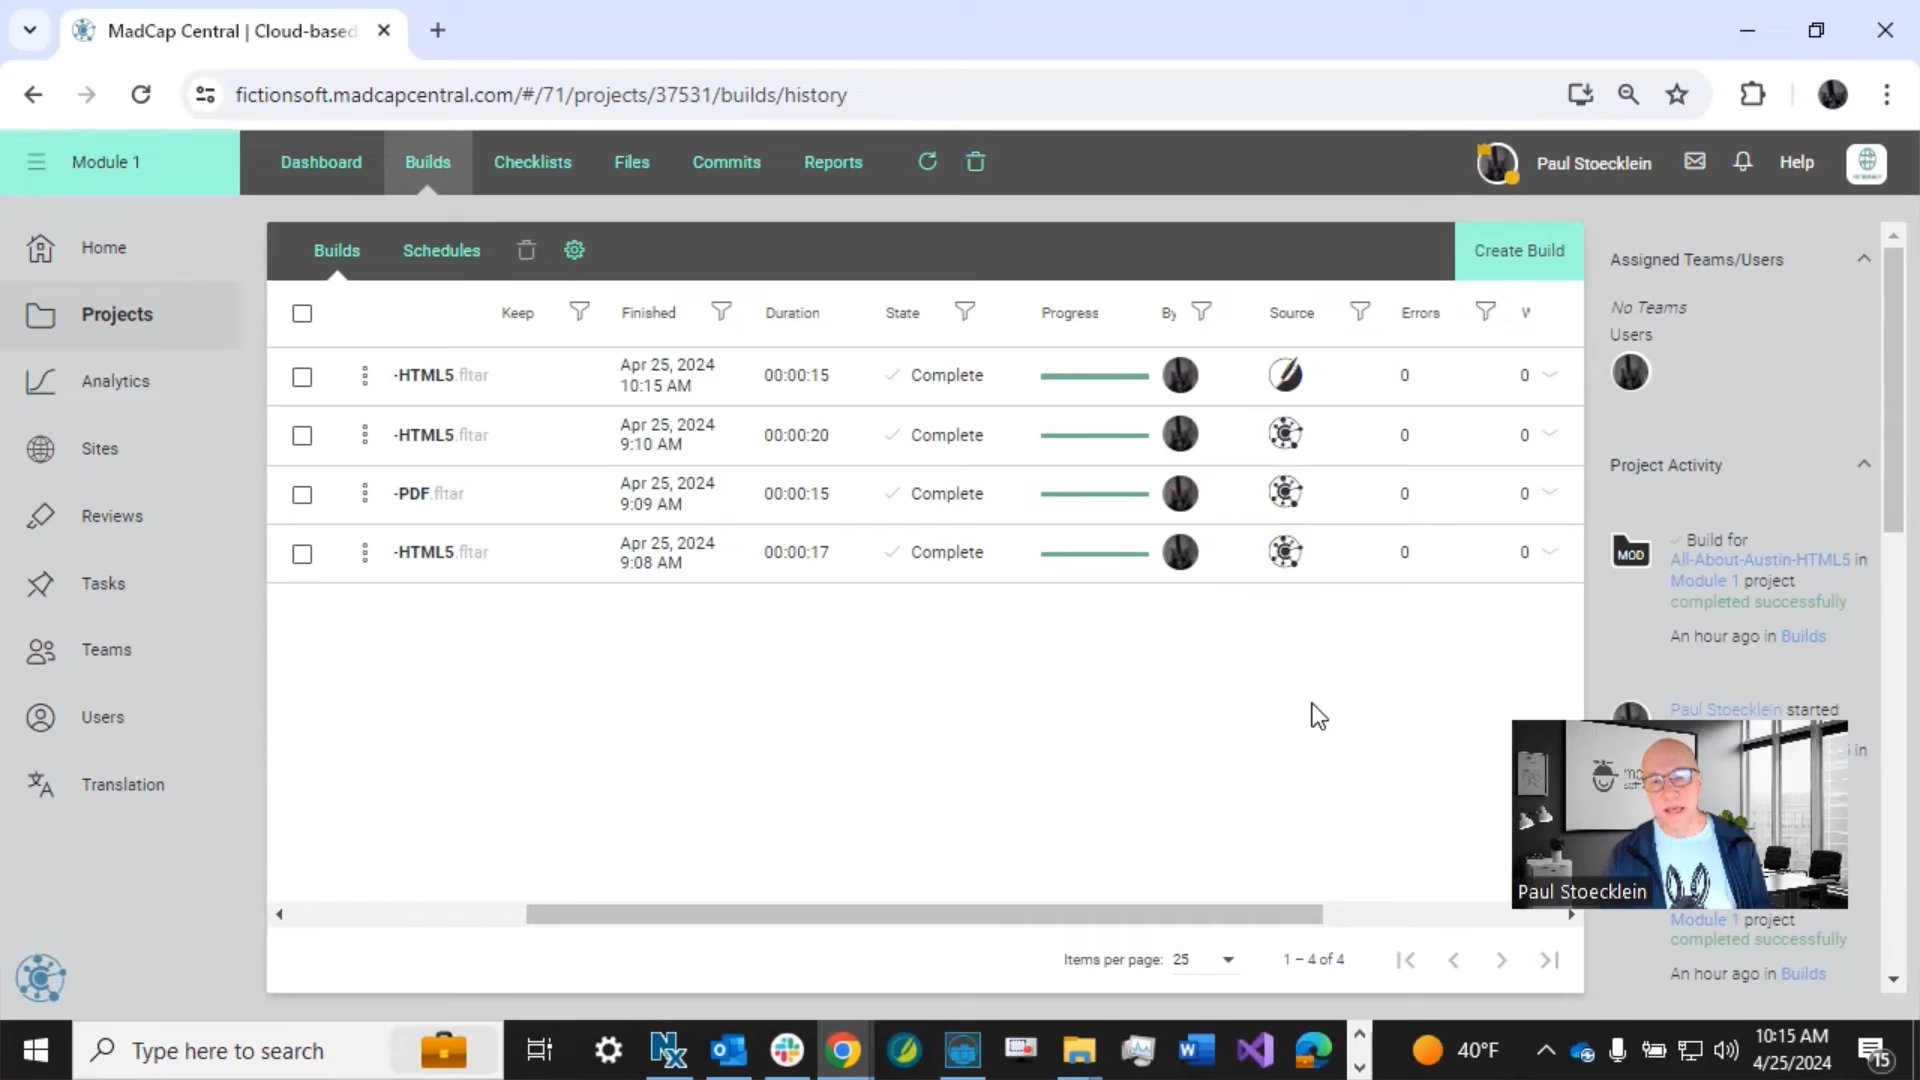 MadCap Central | Cloud-based
fictionsoft.madcapcentral.com/#/71/projects/37531/builds/history
Module 1
Dashboard
Builds
Checklists
Files
Commits
Reports
Paul Stoecklein
Help
Home
Projects
Analytics
Sites
Reviews
Tasks
Teams
Users
Translation
Builds
Schedules
Create Build
Keep
Finished
Duration
State
Progress
By
Source
Errors
-HTML5.fltar
Apr 25, 2024
10:15 AM
00:00:15
Complete
0
0
-HTML5.fltar
Apr 25, 2024
9:10 AM
00:00:20
Complete
0
0
-PDF.fltar
Apr 25, 2024
9:09 AM
00:00:15
Complete
0
0
-HTML5.fltar
Apr 25, 2024
9:08 AM
00:00:17
Complete
0
0
Items per page: 25
1 – 4 of 4
Assigned Teams/Users
No Teams
Users
Project Activity
MOD
Build for
All-About-Austin-HTML5 in
Module 1 project
completed successfully
An hour ago in Builds
Paul Stoecklein started
in
Paul Stoecklein
Module 1 project
completed successfully
An hour ago in Builds
Type here to search
40°F
10:15 AM
4/25/2024
15